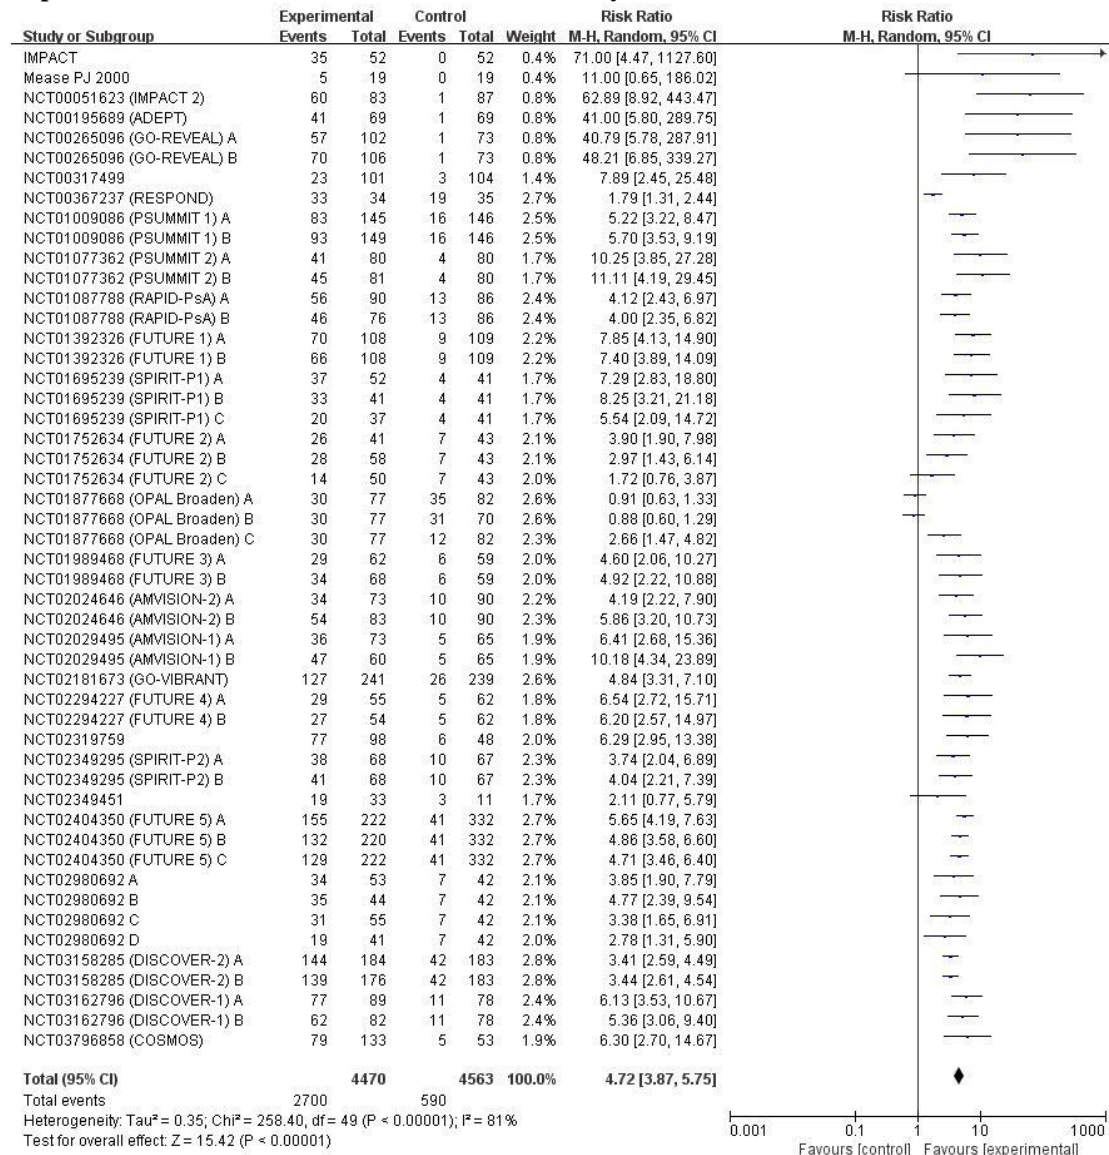 Experimental Control Risk Ratio Risk Ratio
Study or Subgroup Events Total Events Total Weight M-H, Random, 95% CI M-H, Random, 95% CI
IMPACT 35 52 0 52 0.4% 71.00 [4.47, 1127.60]
Mease PJ 2000 5 19 0 19 0.4% 11.00 [0.65, 186.02]
NCT00051623 (IMPACT 2) 60 83 1 87 0.8% 62.89 [8.92, 443.47]
NCT00195689 (ADEPT) 41 69 1 69 0.8% 41.00 [5.80, 289.75]
NCT00265096 (GO-REVEAL) A 57 102 1 73 0.8% 40.79 [5.78, 287.91]
NCT00265096 (GO-REVEAL) B 70 106 1 73 0.8% 48.21 [6.85, 339.27]
NCT00317499 23 101 3 104 1.4% 7.89 [2.45, 25.48]
NCT00367237 (RESPOND) 33 34 19 35 2.7% 1.79 [1.31, 2.44]
NCT01009086 (PSUMMIT 1) A 83 145 16 146 2.5% 5.22 [3.22, 8.47]
NCT01009086 (PSUMMIT 1) B 93 149 16 146 2.5% 5.70 [3.53, 9.19]
NCT01077362 (PSUMMIT 2) A 41 80 4 80 1.7% 10.25 [3.85, 27.28]
NCT01077362 (PSUMMIT 2) B 45 81 4 80 1.7% 11.11 [4.19, 29.45]
NCT01087788 (RAPID-PsA) A 56 90 13 86 2.4% 4.12 [2.43, 6.97]
NCT01087788 (RAPID-PsA) B 46 76 13 86 2.4% 4.00 [2.35, 6.82]
NCT01392326 (FUTURE 1) A 70 108 9 109 2.2% 7.85 [4.13, 14.90]
NCT01392326 (FUTURE 1) B 66 108 9 109 2.2% 7.40 [3.89, 14.09]
NCT01695239 (SPIRIT-P1) A 37 52 4 41 1.7% 7.29 [2.83, 18.80]
NCT01695239 (SPIRIT-P1) B 33 41 4 41 1.7% 8.25 [3.21, 21.18]
NCT01695239 (SPIRIT-P1) C 20 37 4 41 1.7% 5.54 [2.09, 14.72]
NCT01752634 (FUTURE 2) A 26 41 7 43 2.1% 3.90 [1.90, 7.98]
NCT01752634 (FUTURE 2) B 28 58 7 43 2.1% 2.97 [1.43, 6.14]
NCT01752634 (FUTURE 2) C 14 50 7 43 1.9% 1.72 [0.76, 3.87]
NCT01877668 (OPAL Broaden) A 30 77 35 82 2.6% 0.91 [0.63, 1.33]
NCT01877668 (OPAL Broaden) B 30 77 31 70 2.6% 0.88 [0.60, 1.29]
NCT01877668 (OPAL Broaden) C 30 77 12 82 2.3% 2.66 [1.47, 4.82]
NCT01989468 (FUTURE 3) A 29 62 6 59 2.0% 4.60 [2.06, 10.27]
NCT01989468 (FUTURE 3) B 34 68 6 59 2.0% 4.92 [2.22, 10.88]
NCT02024646 (AMVISION-2) A 34 73 10 90 2.2% 4.19 [2.22, 7.90]
NCT02024646 (AMVISION-2) B 54 83 10 90 2.3% 5.86 [3.20, 10.73]
NCT02029495 (AMVISION-1) A 36 73 5 65 1.9% 6.41 [2.68, 15.36]
NCT02029495 (AMVISION-1) B 47 60 5 65 1.9% 10.18 [4.34, 23.89]
NCT02181673 (GO-VIBRANT) 127 241 26 239 2.6% 4.84 [3.31, 7.10]
NCT02294227 (FUTURE 4) A 29 55 5 62 1.8% 6.54 [2.72, 15.71]
NCT02294227 (FUTURE 4) B 27 54 5 62 1.8% 6.20 [2.57, 14.97]
NCT02319759 77 98 6 48 2.0% 6.29 [2.95, 13.38]
NCT02349295 (SPIRIT-P2) A 38 68 10 67 2.3% 3.74 [2.04, 6.89]
NCT02349295 (SPIRIT-P2) B 41 68 10 67 2.3% 4.04 [2.21, 7.39]
NCT02349451 19 33 3 11 1.7% 2.11 [0.77, 5.79]
NCT02404350 (FUTURE 5) A 155 222 41 332 2.7% 5.65 [4.19, 7.63]
NCT02404350 (FUTURE 5) B 132 220 41 332 2.7% 4.86 [3.58, 6.60]
NCT02404350 (FUTURE 5) C 129 222 41 332 2.7% 4.71 [3.46, 6.40]
NCT02980692 A 34 53 7 42 2.1% 3.85 [1.90, 7.79]
NCT02980692 B 35 44 7 42 2.1% 4.77 [2.39, 9.54]
NCT02980692 C 31 55 7 42 2.1% 3.38 [1.65, 6.91]
NCT02980692 D 19 41 7 42 2.0% 2.78 [1.31, 5.90]
NCT03158285 (DISCOVER-2) A 144 184 42 183 2.8% 3.41 [2.59, 4.49]
NCT03158285 (DISCOVER-2) B 139 176 42 183 2.8% 3.44 [2.61, 4.54]
NCT03162796 (DISCOVER-1) A 77 89 11 78 2.4% 6.13 [3.53, 10.67]
NCT03162796 (DISCOVER-1) B 62 82 11 78 2.4% 5.36 [3.06, 9.40]
NCT03796858 (COSMOS) 79 133 5 53 1.9% 6.30 [2.70, 14.67]
Total (95% CI) 4470 4563 100.0% 4.72 [3.87, 5.75]
Total events 2700 590
Heterogeneity: Tau² = 0.35; Chi² = 258.40, df = 49 (P < 0.00001); I² = 81%
Test for overall effect: Z = 15.42 (P < 0.00001)
0.001 0.1 1 10 1000
Favours [control] Favours [experimental]